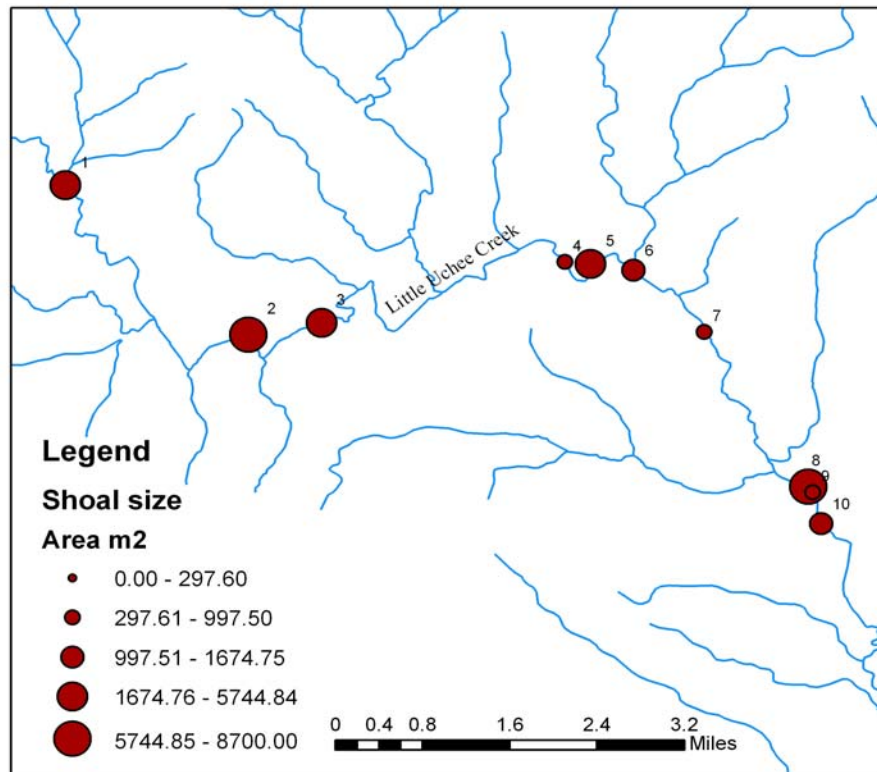 1
2
3
Little Uchee Creek
4
5
6
7
8
9
10
Legend
Shoal size
Area m2
0.00 - 297.60
297.61 - 997.50
997.51 - 1674.75
1674.76 - 5744.84
5744.85 - 8700.00
0 0.4 0.8 1.6 2.4 3.2
Miles